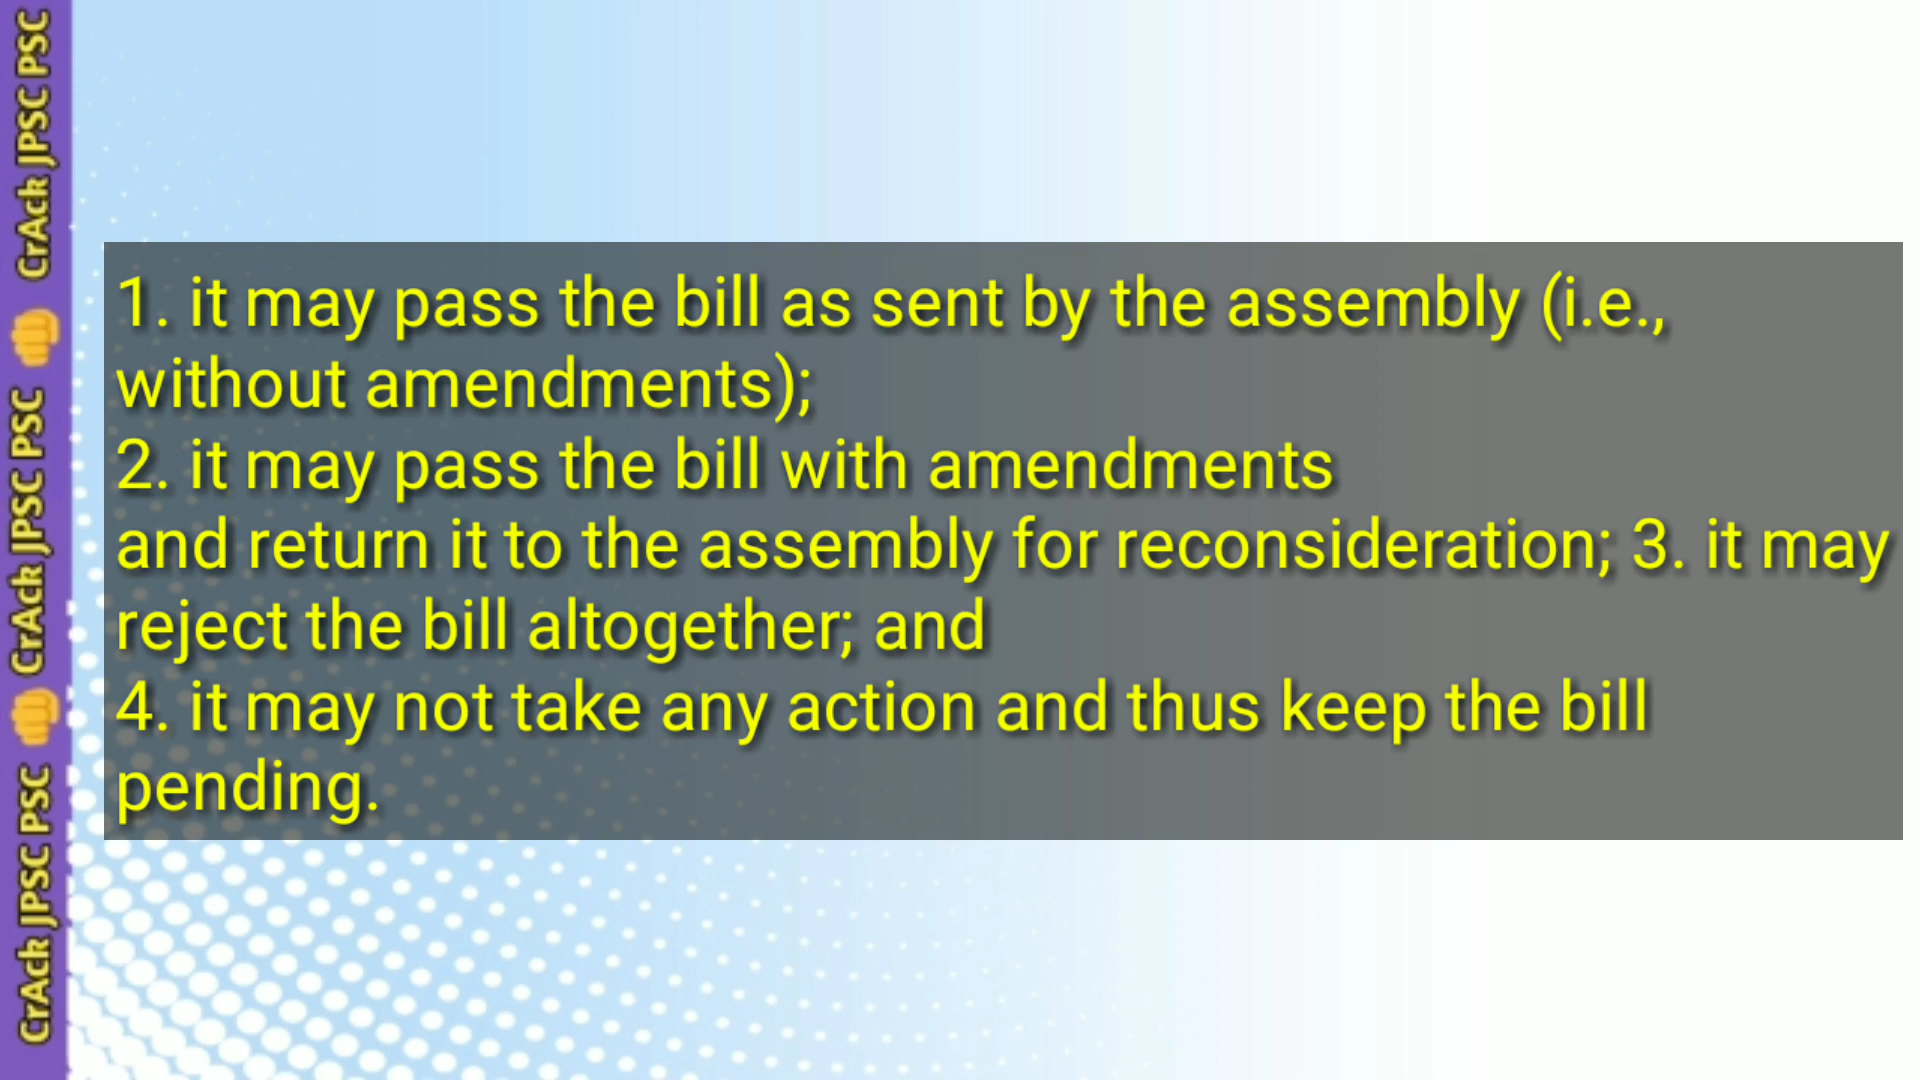 CrAck JPSC PSC
CrAck JPSC PSC
CrAck JPSC PSC
1. it may pass the bill as sent by the assembly (i.e.,
without amendments);
2. it may pass the bill with amendments
and return it to the assembly for reconsideration; 3. it may
reject the bill altogether; and
4. it may not take any action and thus keep the bill
pending.